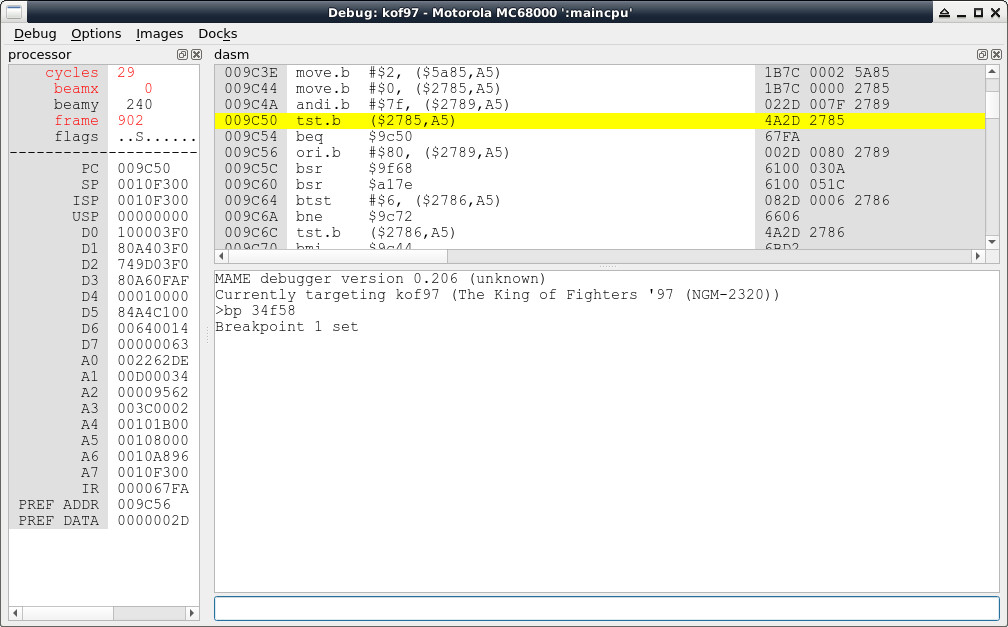 Debug: kof97 - Motorola MC68000 ':maincpu'
Debug Options Images Docks
processor
cycles 29
beamx 0
beamy 240
frame 902
flags ..S......
PC 009C50
SP 0010F300
ISP 0010F300
USP 00000000
D0 100003F0
D1 80A403F0
D2 749D03F0
D3 80A60FAF
D4 00010000
D5 84A4C100
D6 00640014
D7 00000063
A0 002262DE
A1 00D00034
A2 00009562
A3 003C0002
A4 00101B00
A5 00108000
A6 0010A896
A7 0010F300
IR 000067FA
PREF ADDR 009C56
PREF DATA 0000002D
dasm
009C3E move.b #$2, ($5a85,A5) 1B7C 0002 5A85
009C44 move.b #$0, ($2785,A5) 1B7C 0000 2785
009C4A andi.b #$7f, ($2789,A5) 022D 007F 2789
009C50 tst.b ($2785,A5) 4A2D 2785
009C54 beq $9c50 67FA
009C56 ori.b #$80, ($2789,A5) 002D 0080 2789
009C5C bsr $9f68 6100 030A
009C60 bsr $a17e 6100 051C
009C64 btst #$6, ($2786,A5) 082D 0006 2786
009C6A bne $9c72 6606
009C6C tst.b ($2786,A5) 4A2D 2786
009C70 bmi $9c44 6BD2
MAME debugger version 0.206 (unknown)
Currently targeting kof97 (The King of Fighters '97 (NGM-2320))
>bp 34f58
Breakpoint 1 set